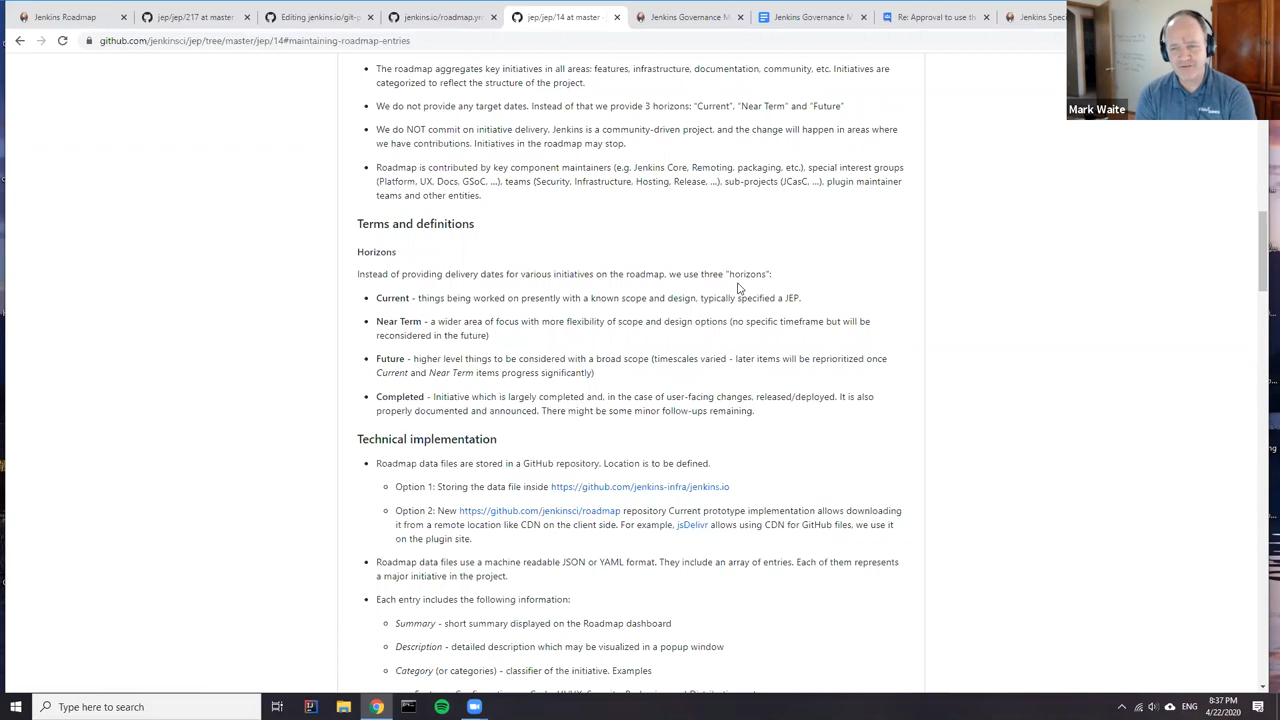 Jenkins Roadmap
jep/jep/217 at master
Editing jenkins.io/git-p
jenkins.io/roadmap.ym
jep/jep/14 at master
Jenkins Governance M
Jenkins Governance M
Re: Approval to use th
Jenkins Speci
github.com/jenkinsci/jep/tree/master/jep/14#maintaining-roadmap-entries
Mark Waite
The roadmap aggregates key initiatives in all areas: features, infrastructure, documentation, community, etc. Initiatives are
categorized to reflect the structure of the project.
We do not provide any target dates. Instead of that we provide 3 horizons: "Current", "Near Term" and "Future"
We do NOT commit on initiative delivery. Jenkins is a community-driven project, and the change will happen in areas where
we have contributions. Initiatives in the roadmap may stop.
Roadmap is contributed by key component maintainers (e.g. Jenkins Core, Remoting, packaging, etc.), special interest groups
(Platform, UX, Docs, GSoC, ...), teams (Security, Infrastructure, Hosting, Release, ...), sub-projects (JCasC, ...), plugin maintainer
teams and other entities.
Terms and definitions
Horizons
Instead of providing delivery dates for various initiatives on the roadmap, we use three "horizons":
Current - things being worked on presently with a known scope and design, typically specified a JEP.
Near Term - a wider area of focus with more flexibility of scope and design options (no specific timeframe but will be
reconsidered in the future)
Future - higher level things to be considered with a broad scope (timescales varied - later items will be reprioritized once
Current and Near Term items progress significantly)
Completed - Initiative which is largely completed and, in the case of user-facing changes, released/deployed. It is also
properly documented and announced. There might be some minor follow-ups remaining.
Technical implementation
Roadmap data files are stored in a GitHub repository. Location is to be defined.
Option 1: Storing the data file inside https://github.com/jenkins-infra/jenkins.io
Option 2: New https://github.com/jenkinsci/roadmap repository Current prototype implementation allows downloading
it from a remote location like CDN on the client side. For example, jsDelivr allows using CDN for GitHub files, we use it
on the plugin site.
Roadmap data files use a machine readable JSON or YAML format. They include an array of entries. Each of them represents
a major initiative in the project.
Each entry includes the following information:
Summary - short summary displayed on the Roadmap dashboard
Description - detailed description which may be visualized in a popup window
Category (or categories) - classifier of the initiative. Examples
Type here to search
ENG
8:37 PM
4/22/2020